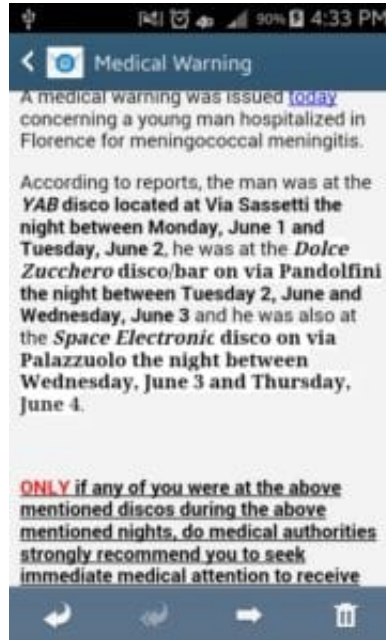 90% 4:33 PM
Medical Warning
A medical warning was issued today
concerning a young man hospitalized in
Florence for meningococcal meningitis.
According to reports, the man was at the
YAB disco located at Via Sassetti the
night between Monday, June 1 and
Tuesday, June 2, he was at the Dolce
Zucchero disco/bar on via Pandolfini
the night between Tuesday 2, June and
Wednesday, June 3 and he was also at
the Space Electronic disco on via
Palazzuolo the night between
Wednesday, June 3 and Thursday,
June 4.
ONLY if any of you were at the above
mentioned discos during the above
mentioned nights, do medical authorities
strongly recommend you to seek
immediate medical attention to receive